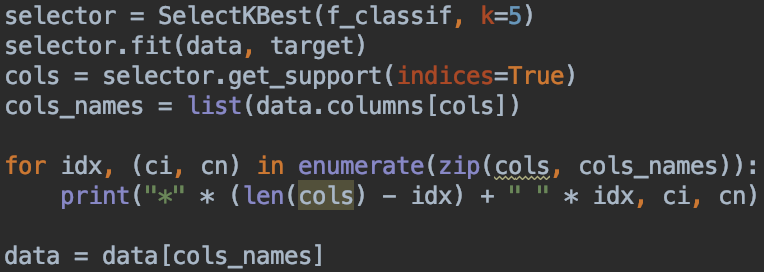 selector = SelectKBest(f_classif, k=5)
selector.fit(data, target)
cols = selector.get_support(indices=True)
cols_names = list(data.columns[cols])

for idx, (ci, cn) in enumerate(zip(cols, cols_names)):
    print("*" * (len(cols) - idx) + " " * idx, ci, cn)

data = data[cols_names]